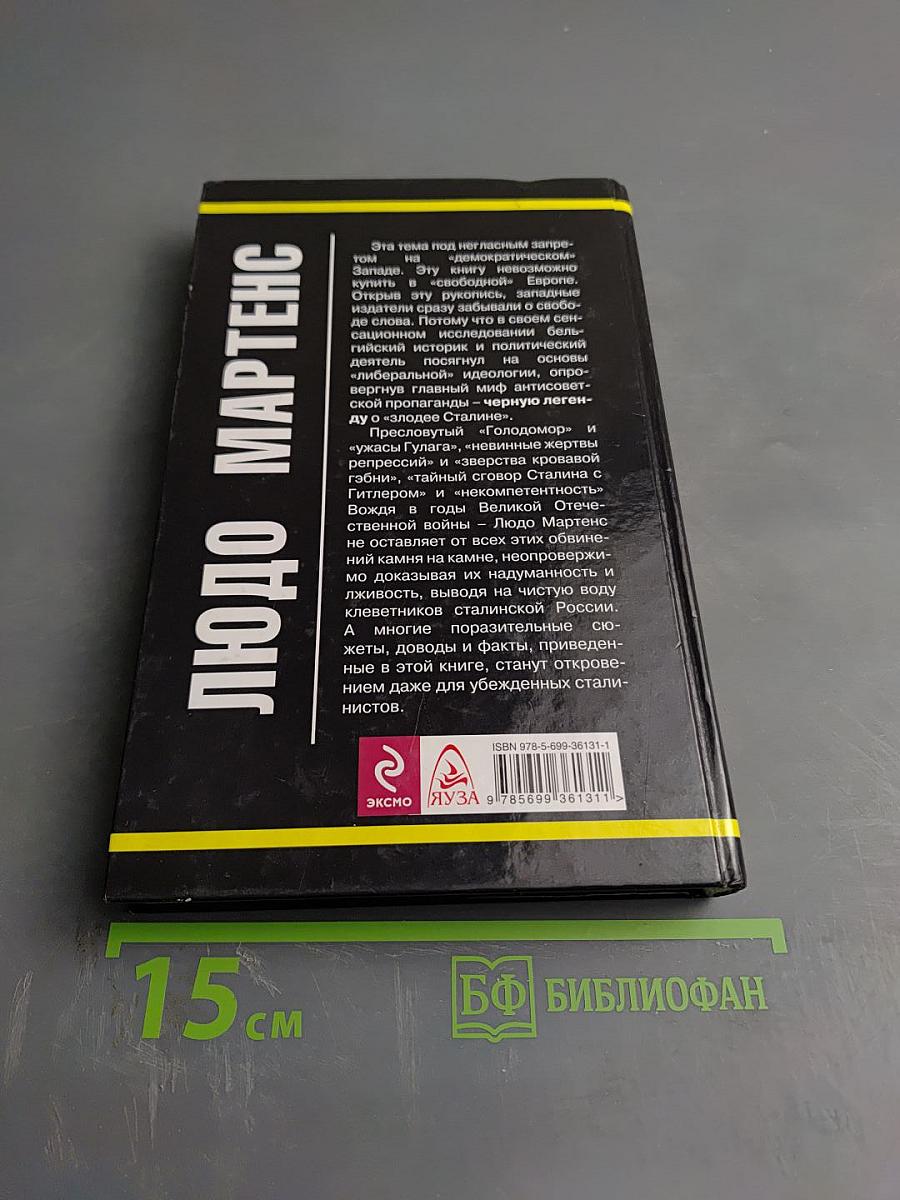 ЛЮДО МАРТЕНС
Эта тема под негласным запре-
том на «демократическом»
Западе. Эту книгу невозможно
купить в «свободной» Европе.
Открыв эту рукопись, западные
издатели сразу забывали о свобо-
де слова. Потому что в своем сен-
сационном исследовании бель-
гийский историк и политический
деятель посягнул на основы
«либеральной» идеологии, опро-
вергнув главный миф антисовет-
ской пропаганды – черную леген-
ду о «злодее Сталине».
Пресловутый «Голодомор» и
«ужасы Гулага», «невинные жертвы
репрессий» и «зверства кровавой
гэбни», «тайный сговор Сталина с
Гитлером» и «некомпетентность»
Вождя в годы Великой Отече-
ственной войны – Людо Мартенс
не оставляет от всех этих обвине-
ний камня на камне, неопровержи-
мо доказывая их надуманность и
лживость, выводя на чистую воду
клеветников сталинской России.
А многие поразительные сю-
жеты, доводы и факты, приведен-
ные в этой книге, станут открове-
нием даже для убежденных стали-
нистов.
ЭКСМО
ЯУЗА
ISBN 978-5-699-36131-1
9 785699 361311 >
15 см
БФ БИБЛИОФАН